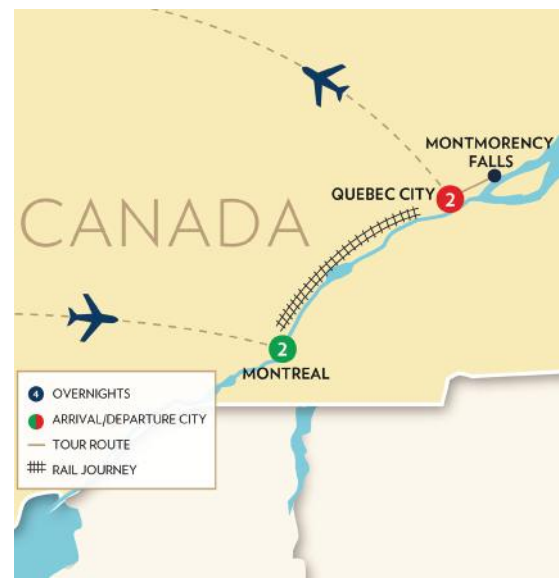 MONTMORENCY
FALLS
QUEBEC CITY
2
CANADA
2
MONTREAL
4 OVERNIGHTS
ARRIVAL/DEPARTURE CITY
TOUR ROUTE
RAIL JOURNEY